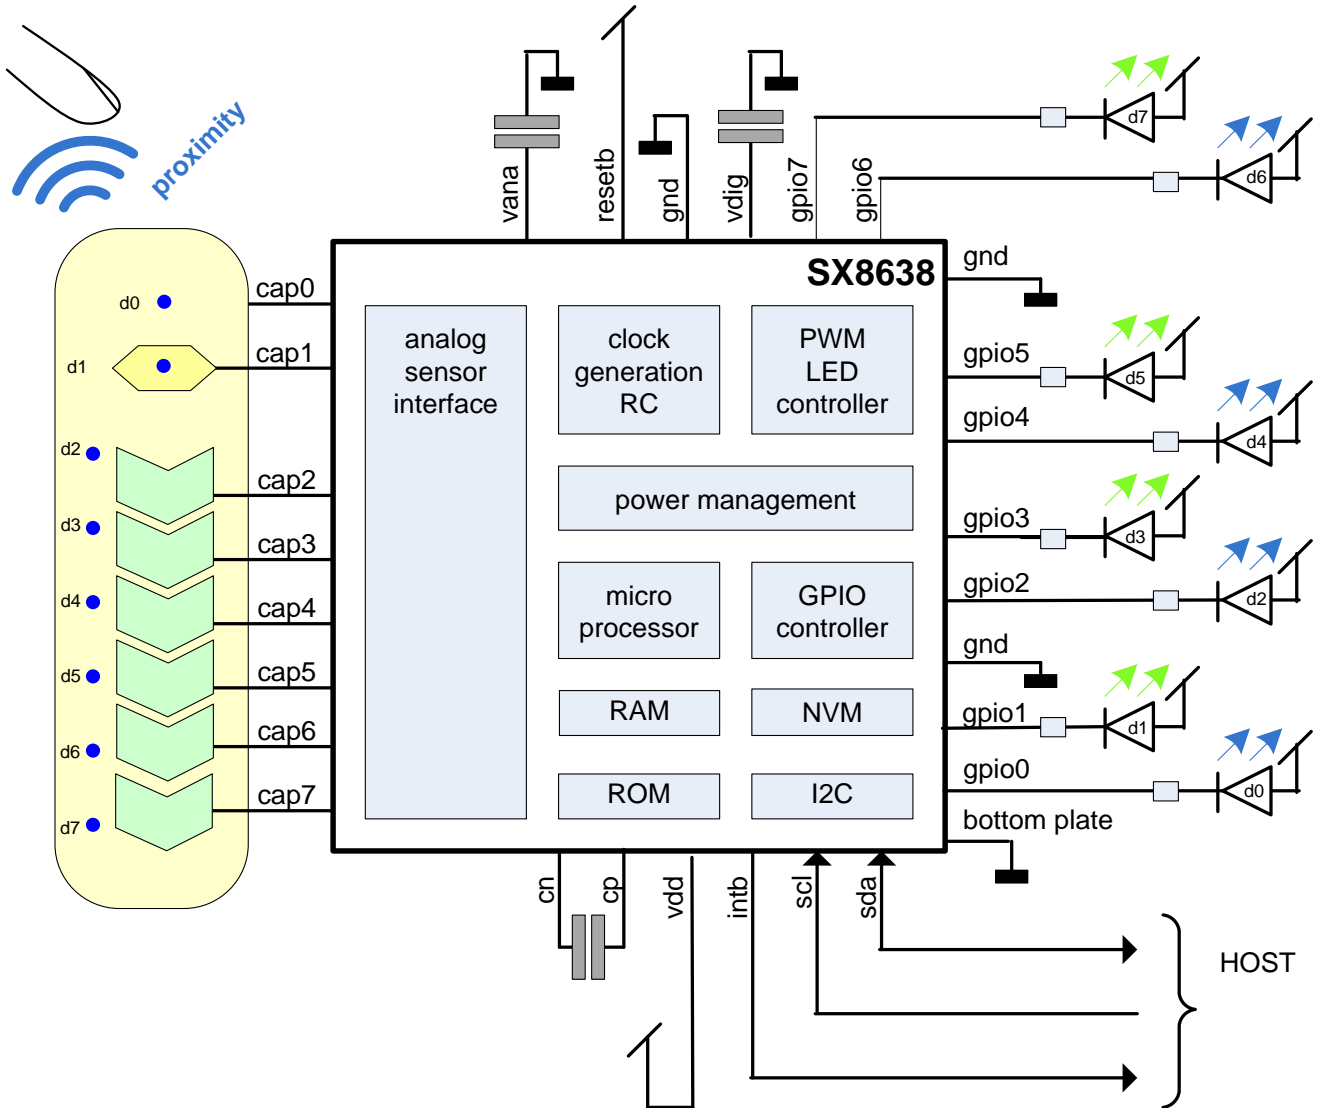 proximity
vana
resetb
gnd
vdig
gpio7
gpio6
d7
d6
SX8638
gnd
d0
cap0
d1
cap1
analog
sensor
interface
clock
generation
RC
PWM
LED
controller
gpio5
d5
gpio4
d4
d2
cap2
power management
gpio3
d3
d3
cap3
gpio2
d2
d4
cap4
micro
processor
GPIO
controller
gnd
d5
cap5
RAM
NVM
gpio1
d1
d6
cap6
gpio0
d0
d7
cap7
ROM
I2C
bottom plate
cn
cp
vdd
intb
scl
sda
HOST